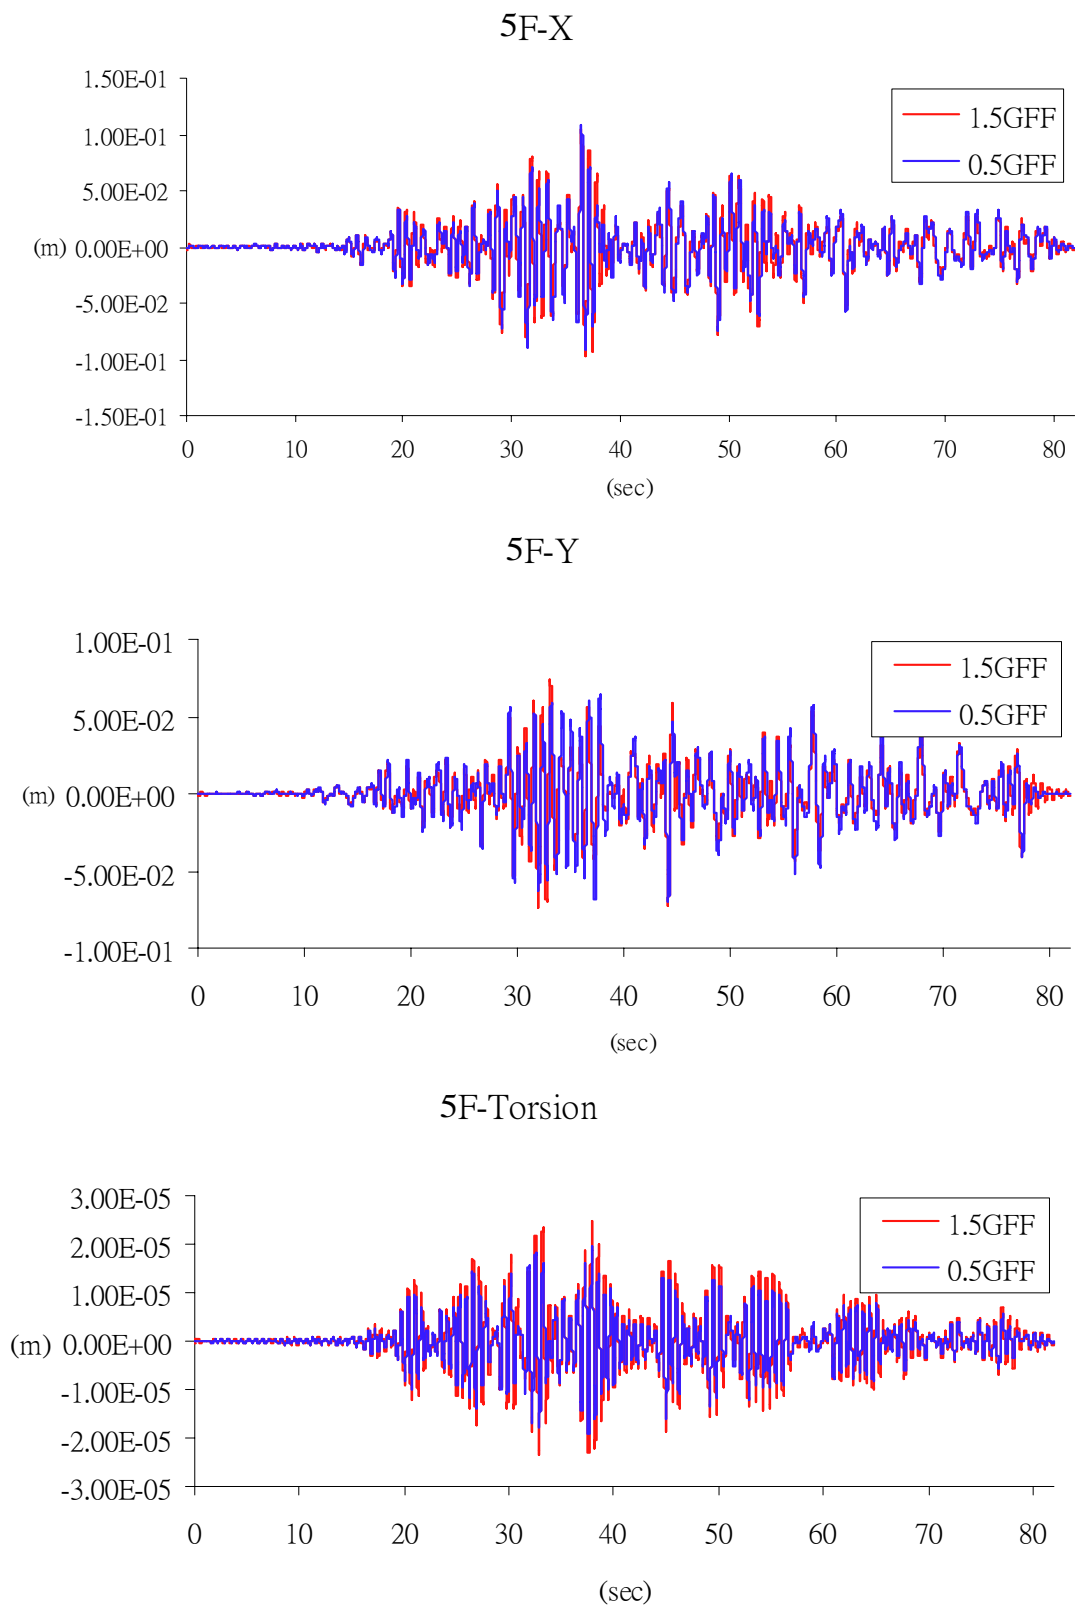 5F-X
1.50E-01
1.00E-01
5.00E-02
(m) 0.00E+00
-5.00E-02
-1.00E-01
-1.50E-01
1.5GFF
0.5GFF
0 10 20 30 40 50 60 70 80
(sec)
5F-Y
1.00E-01
5.00E-02
(m) 0.00E+00
-5.00E-02
-1.00E-01
1.5GFF
0.5GFF
0 10 20 30 40 50 60 70 80
(sec)
5F-Torsion
3.00E-05
2.00E-05
1.00E-05
(m) 0.00E+00
-1.00E-05
-2.00E-05
-3.00E-05
1.5GFF
0.5GFF
0 10 20 30 40 50 60 70 80
(sec)